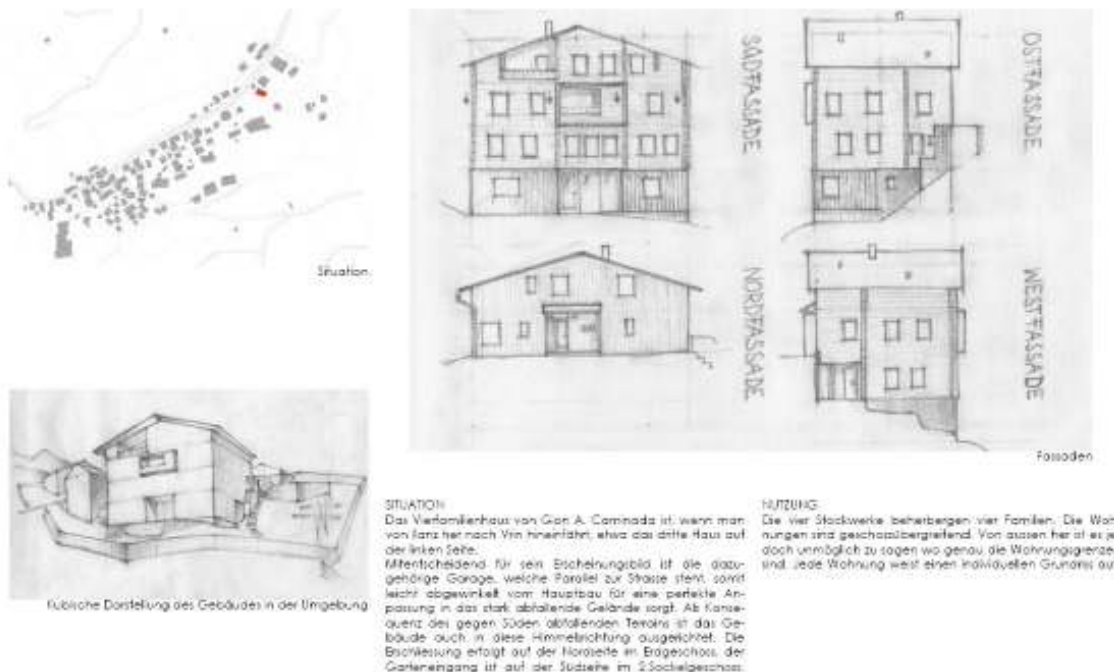 Situation
SÜDFASSADE
OSTFASSADE
NORDFASSADE
WESTFASSADE
Fassaden
Kubische Darstellung des Gebäudes in der Umgebung
SITUATION
Das Vierfamilienhaus von Gion A. Caminada ist, wenn man
von Ilanz her nach Vrin hineinfährt, etwa das dritte Haus auf
der linken Seite.
Mitentscheidend für sein Erscheinungsbild ist die dazu-
gehörige Garage, welche Parallel zur Strasse steht, somit
leicht abgewinkelt vom Hauptbau für eine perfekte An-
passung in das stark abfallende Gelände sorgt. Als Konse-
quenz des gegen Süden abfallenden Terrains ist das Ge-
bäude auch in diese Himmelsrichtung ausgerichtet. Die
Erschliessung erfolgt auf der Nordseite im Erdgeschoss, der
Garteneingang ist auf der Südseite im 2.Sockelgeschoss.
NUTZUNG
Die vier Stockwerke beherbergen vier Familien. Die Woh-
nungen sind geschossübergreifend. Von aussen her ist es je-
doch unmöglich zu sagen wo genau die Wohnungsgrenzen
sind. Jede Wohnung weist einen individuellen Grundriss auf.